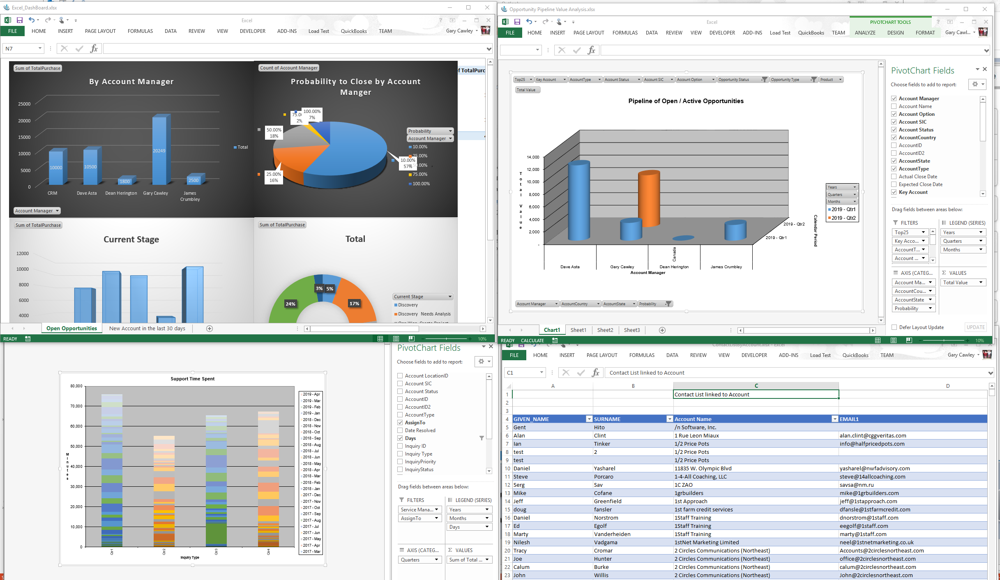 Excel_DashBoard.xlsx
Excel
FILE HOME INSERT PAGE LAYOUT FORMULAS DATA REVIEW VIEW DEVELOPER ADD-INS Load Test QuickBooks TEAM Gary Cawley
N7
Sum of TotalPurchase
By Account Manager
25000
20000
15000
10000
5000
0
10000 10500 1800 20249 2500
Total
CRM Dave Asta Dean Herington Gary Cawley James Crumbley
Account Manager
Count of Account Manager
Probability to Close by Account
Manger
100.00%
7%
2%
50.00%
18%
25.00%
16%
10.00%
57%
Probability
Account Manager
10.00%
25.00%
75.00%
100.00%
Sum of TotalPurchase
Current Stage
12000
10000
8000
6000
4000
Sum of TotalPurchase
Total
3% 5%
24% 17%
Current Stage
Discovery
Discovery Needs Analysis
Open Opportunities New Account in the last 30 days
READY 10%
Opportunity Pipeline Value Analysis.xlsx
Excel PIVOTCHART TOOLS
FILE HOME INSERT PAGE LAYOUT FORMULAS DATA REVIEW VIEW DEVELOPER ADD-INS Load Test QuickBooks TEAM ANALYZE DESIGN FORMAT Gary Cawl...
Top25 Key Account AccountType Account Status Account SIC Account Option Opportunity Status Opportunity Type Product
Total Value
Pipeline of Open / Active Opportunities
14,000
12,000
10,000
8,000
6,000
4,000
2,000
-
Total Value
2019 - Qtr2
2019 - Qtr1
Calendar Period
Canada
Dave Asta Gary Cawley Dean Herington James Crumbley
Account Manager
Years
Quarters
Months
2019 - Qtr1
2019 - Qtr2
Account Manager AccountCountry AccountState Probability
Chart1 Sheet1 Sheet2 Sheet3
READY CALCULATE 10%
PivotChart Fields
Choose fields to add to report:
Account Manager
Account Name
Account Option
Account SIC
Account Status
AccountCountry
AccountID
AccountID2
AccountState
AccountType
Actual Close Date
Expected Close Date
Key Account
Drag fields between areas below:
FILTERS LEGEND (SERIES)
Top25 Years
Key Acco... Quarters
AccountT... Months
Account ...
AXIS (CATEG... VALUES
Account Ma... Total Value
AccountCou...
AccountState
Probability
Defer Layout Update UPDATE
Support Time Spent
80,000
70,000
60,000
50,000
40,000
30,000
20,000
10,000
0
Minutes
Qtr1 Qtr2 Qtr3 Qtr4
Inquiry Type
2019 - Apr
2019 - Mar
2019 - Feb
2019 - Jan
2018 - Dec
2018 - Nov
2018 - Oct
2018 - Sep
2018 - Aug
2018 - Jul
2018 - Jun
2018 - May
2018 - Apr
2018 - Mar
2018 - Feb
2018 - Jan
2017 - Dec
2017 - Nov
2017 - Oct
2017 - Sep
2017 - Aug
2017 - Jul
2017 - Jun
2017 - May
2017 - Apr
2017 - Mar
PivotChart Fields
Choose fields to add to report:
Account LocationID
Account SIC
Account Status
AccountID
AccountID2
AccountType
AssignTo
Date Resolved
Days
Inquiry ID
Inquiry Type
InquiryPriority
InquiryStatus
Drag fields between areas below:
FILTERS LEGEND (SERIES)
Service Mana... Years
AssignTo Months
Days
AXIS (CATEG... VALUES
Quarters Sum of Total ...
ContactListByAccount.xlsx - Excel
FILE HOME INSERT PAGE LAYOUT FORMULAS DATA REVIEW VIEW DEVELOPER ADD-INS Load Test QuickBooks TEAM Gary Cawley
C1 Contact List linked to Account
A B C D
1 Contact List linked to Account
2
3
4 GIVEN_NAME SURNAME Account Name EMAIL1
5 Gent Hito /n Software, Inc.
6 Alan Clint 1 Rue Leon Miaux alan.clint@cggveritas.com
7 Ian Tinker 1/2 Price Pots info@halfpricedpots.com
8 test 2 1/2 Price Pots
9 test 1/2 Price Pots
10 Daniel Yasharel 11835 W. Olympic Blvd yasharel@nwfadvisory.com
11 Steve Porcaro 1-4-All Coaching, LLC steve@14allcoaching.com
12 Serg Sav 1C ZAO savsa@nm.ru
13 Mike Cofane 1grbuilders mike@1grbuilders.com
14 Jeff Greenfield 1st Approach jeff@1stapproach.com
15 doug fansler 1st farm credit services dfansle@1stfarmcredit.com
16 Daniel Norstrom 1Staff Training dnorstrom@1staff.com
17 Ed Egolf 1Staff Training eegolf@1staff.com
18 Marty Vanderheiden 1Staff Training marty@1staff.com
19 Nilesh Vadgama 1stNet Marketing Limited neel@1stnetmarketing.co.uk
20 Tracy Cromar 2 Circles Communications (Northeast) Accounts@2circlesnortheast.com
21 Joe Hunter 2 Circles Communications (Northeast) office@2circlesnortheast.com
22 Calum Burke 2 Circles Communications (Northeast) calum@2circlesnortheast.com
23 John Willis 2 Circles Communications (Northeast) John@2circlesnortheast.com